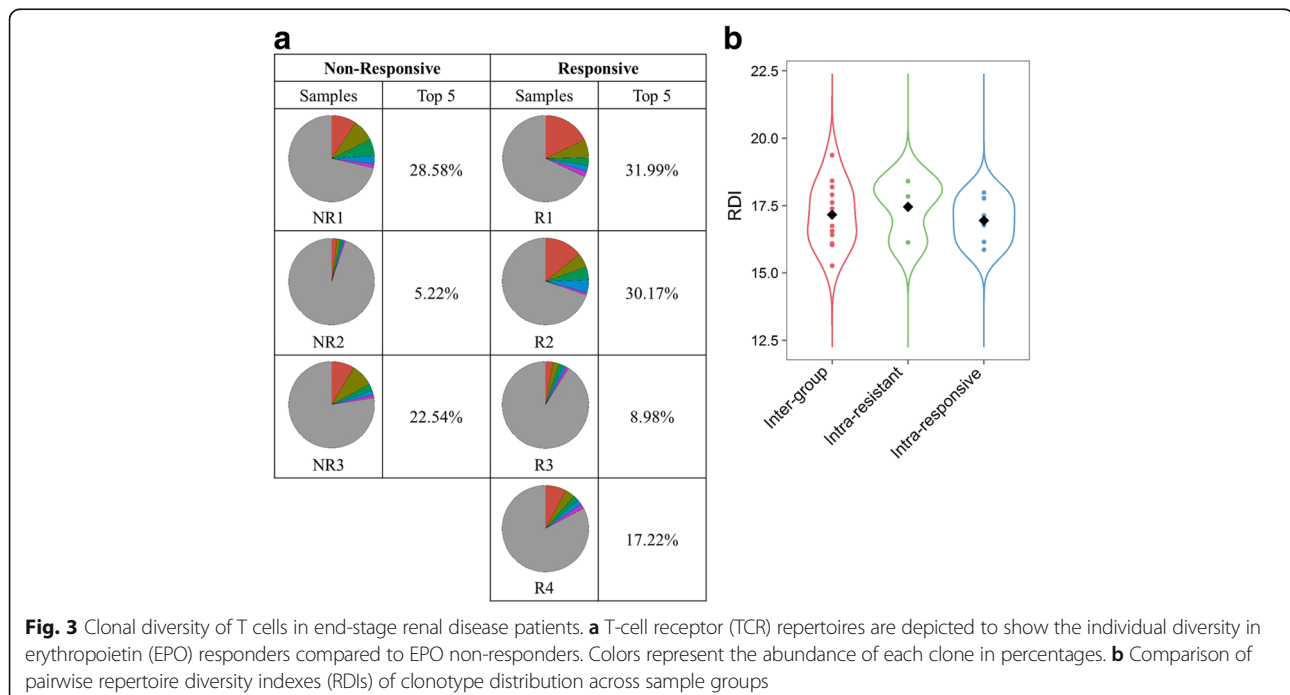 a
Non-Responsive Responsive
Samples Top 5 Samples Top 5
NR1 28.58% R1 31.99%
NR2 5.22% R2 30.17%
NR3 22.54% R3 8.98%
R4 17.22%
b
RDI
22.5
20.0
17.5
15.0
12.5
Inter-group
Intra-resistant
Intra-responsive
Fig. 3 Clonal diversity of T cells in end-stage renal disease patients. a T-cell receptor (TCR) repertoires are depicted to show the individual diversity in
erythropoietin (EPO) responders compared to EPO non-responders. Colors represent the abundance of each clone in percentages. b Comparison of
pairwise repertoire diversity indexes (RDIs) of clonotype distribution across sample groups